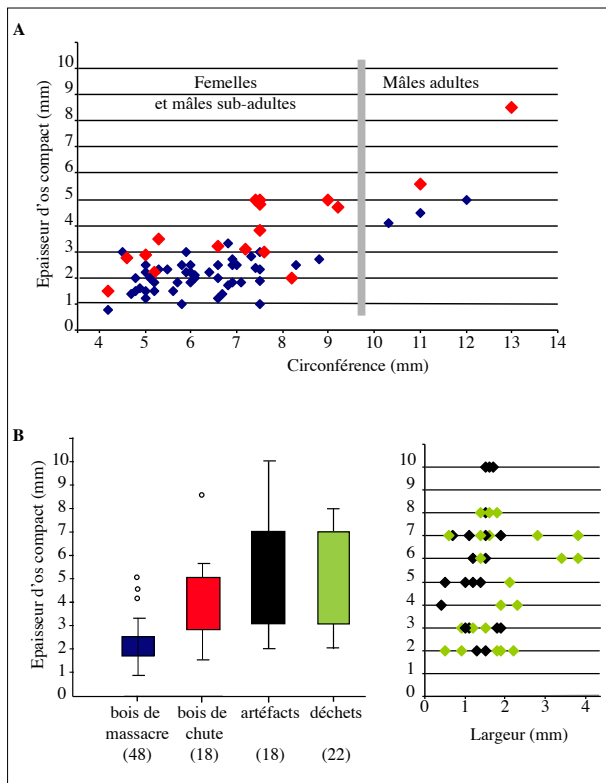 A
Femelles
et mâles sub-adultes
Mâles adultes
Epaisseur d'os compact (mm)
10
9
8
7
6
5
4
3
2
1
0
4 5 6 7 8 9 10 11 12 13 14
Circonférence (mm)
B
Epaisseur d'os compact (mm)
10
9
8
7
6
5
4
3
2
1
0
bois de massacre (48)
bois de chute (18)
artéfacts (18)
déchets (22)
10
9
8
7
6
5
4
3
2
1
0
0 1 2 3 4
Largeur (mm)